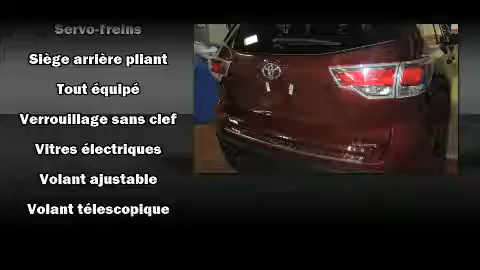 Servo-freins
Siège arrière pliant
Tout équipé
Verrouillage sans clef
Vitres électriques
Volant ajustable
Volant télescopique